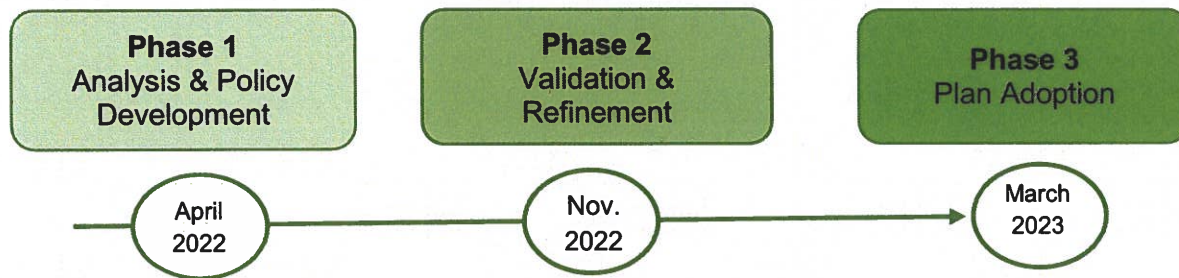 Phase 1
Analysis & Policy
Development
Phase 2
Validation &
Refinement
Phase 3
Plan Adoption
April
2022
Nov.
2022
March
2023